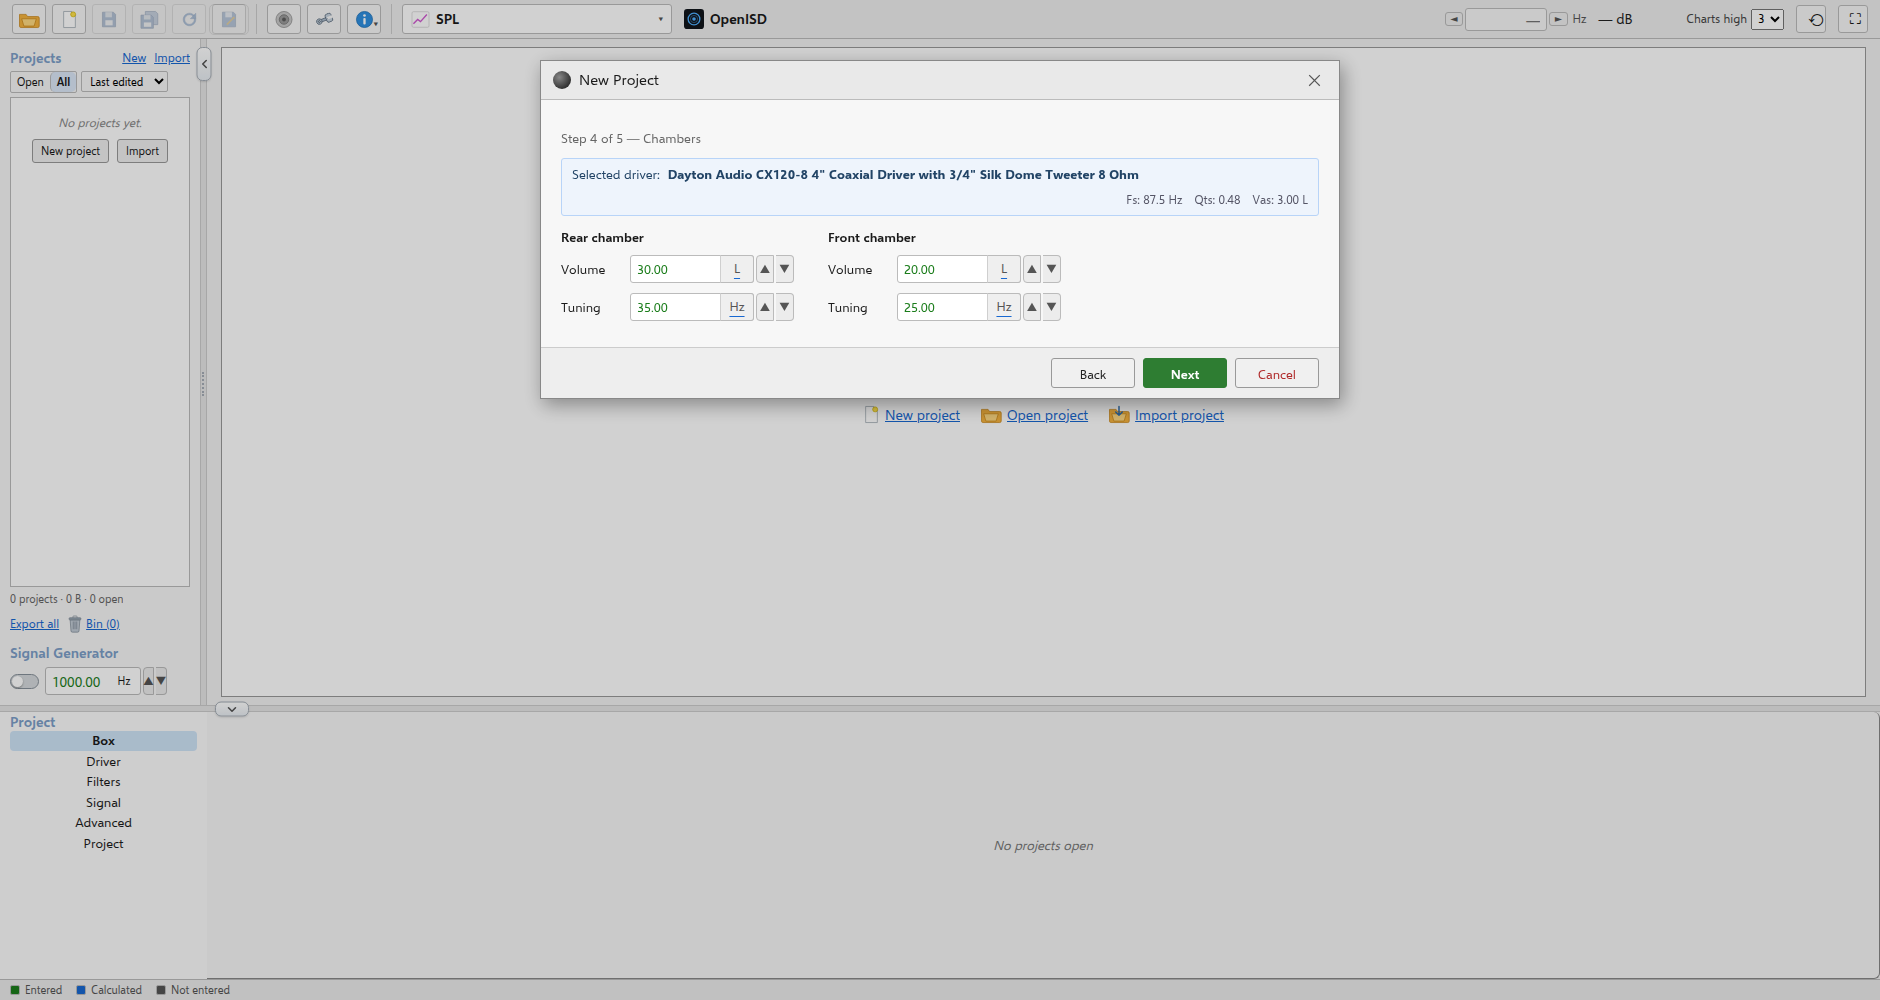 SPL
OpenISD
—
Hz
— dB
Charts high
3
Projects
New
Import
Open
All
Last edited
No projects yet.
New project
Import
0 projects · 0 B · 0 open
Export all
Bin (0)
Signal Generator
1000.00
Hz
New Project
Step 4 of 5 — Chambers
Selected driver: Dayton Audio CX120-8 4" Coaxial Driver with 3/4" Silk Dome Tweeter 8 Ohm
Fs: 87.5 Hz Qts: 0.48 Vas: 3.00 L
Rear chamber
Volume
30.00
L
Tuning
35.00
Hz
Front chamber
Volume
20.00
L
Tuning
25.00
Hz
Back
Next
Cancel
New project
Open project
Import project
Project
Box
Driver
Filters
Signal
Advanced
Project
No projects open
Entered
Calculated
Not entered